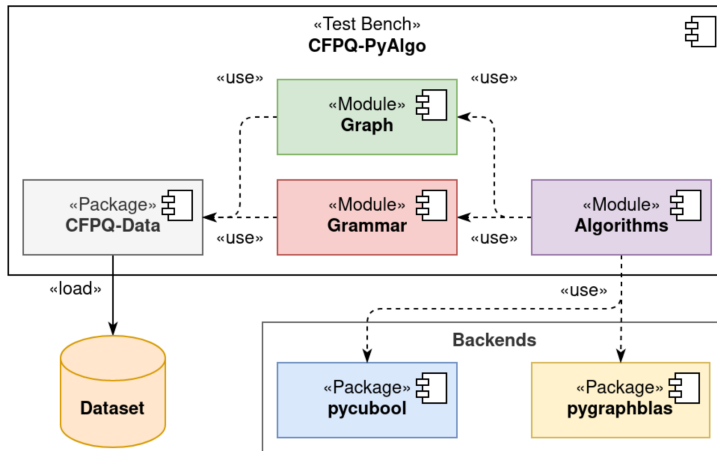 «Test Bench»
CFPQ-PyAlgo
«use»
«use»
«Module»
Graph
«Package»
CFPQ-Data
«Module»
Grammar
«Module»
Algorithms
«use»
«use»
«load»
«use»
Backends
Dataset
«Package»
pycubool
«Package»
pygraphblas